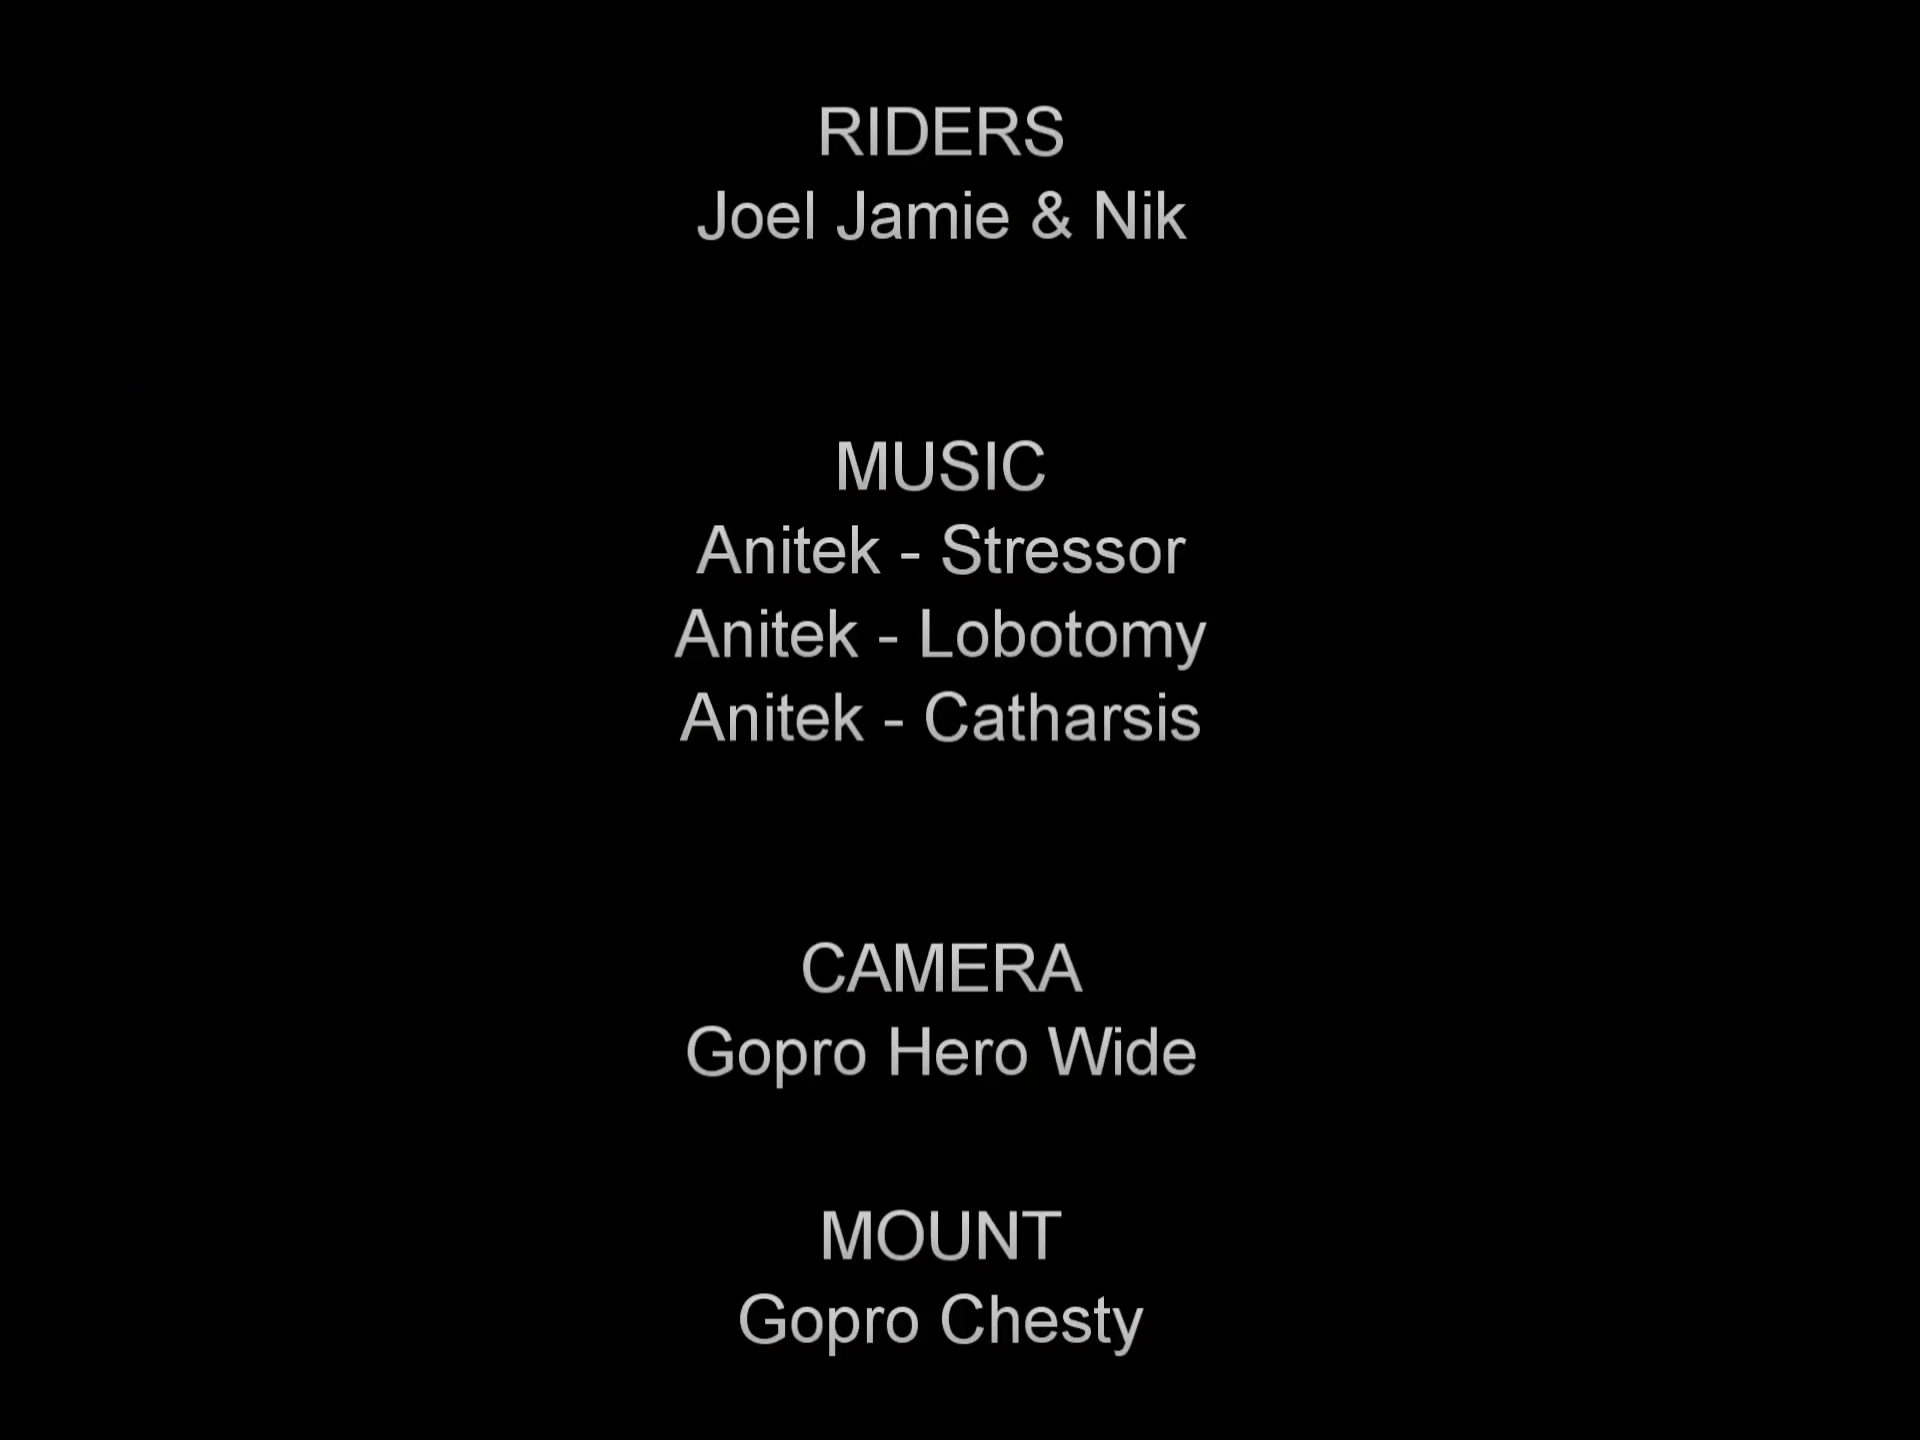 RIDERS
Joel Jamie & Nik
MUSIC
Anitek - Stressor
Anitek - Lobotomy
Anitek - Catharsis
CAMERA
Gopro Hero Wide
MOUNT
Gopro Chesty